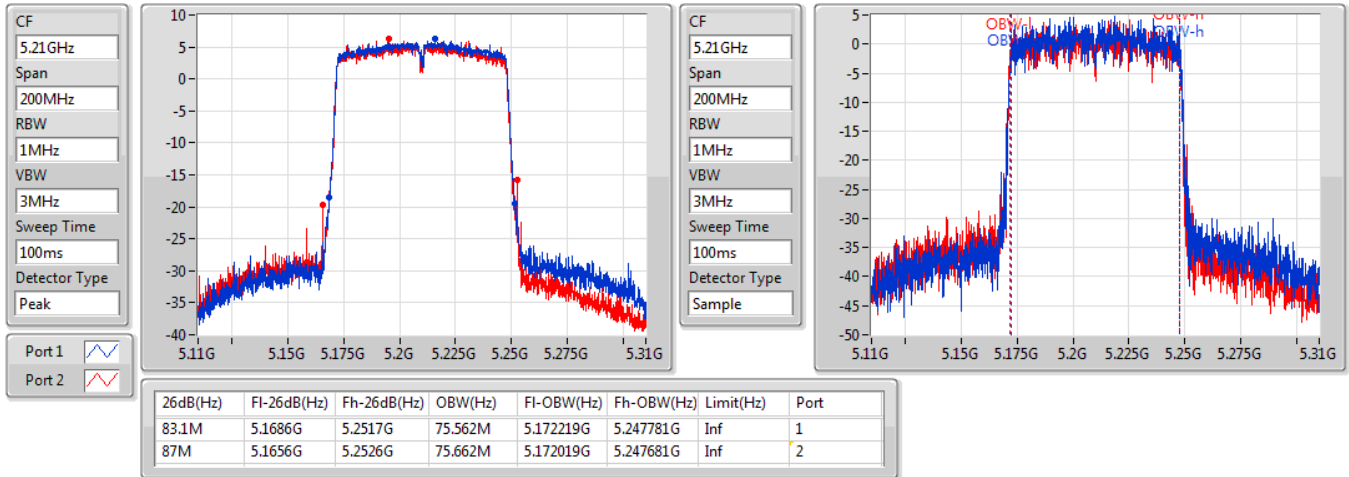 CF
5.21GHz
Span
200MHz
RBW
1MHz
VBW
3MHz
Sweep Time
100ms
Detector Type
Peak
10
5
0
-5
-10
-15
-20
-25
-30
-35
-40
5.11G 5.15G 5.175G 5.2G 5.225G 5.25G 5.275G 5.31G
CF
5.21GHz
Span
200MHz
RBW
1MHz
VBW
3MHz
Sweep Time
100ms
Detector Type
Sample
5
0
-5
-10
-15
-20
-25
-30
-35
-40
-45
-50
OBW-h
5.11G 5.15G 5.175G 5.2G 5.225G 5.25G 5.275G 5.31G
Port 1
Port 2
26dB(Hz) Fl-26dB(Hz) Fh-26dB(Hz) OBW(Hz) Fl-OBW(Hz) Fh-OBW(Hz) Limit(Hz) Port
83.1M 5.1686G 5.2517G 75.562M 5.172219G 5.247781G Inf 1
87M 5.1656G 5.2526G 75.662M 5.172019G 5.247681G Inf 2